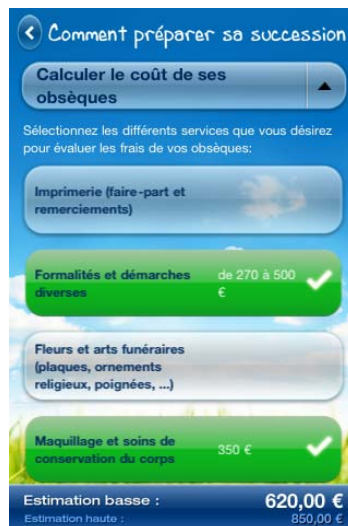 Comment préparer sa succession
Calculer le coût de ses
obsèques
Sélectionnez les différents services que vous désirez
pour évaluer les frais de vos obsèques:
Imprimerie (faire-part et
remerciements)
Formalités et démarches
diverses
de 270 à 500
€
Fleurs et arts funéraires
(plaques, ornements
religieux, poignées, ...)
Maquillage et soins de
conservation du corps
350 €
Estimation basse : 620,00 €
Estimation haute : 850,00 €